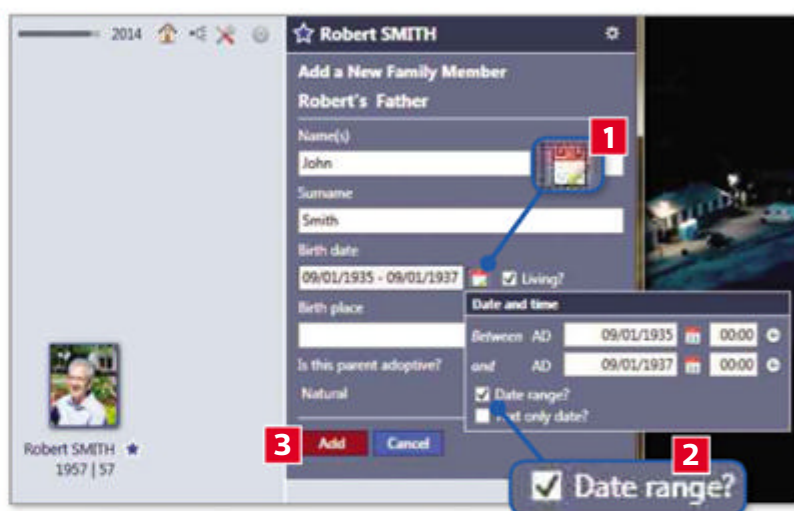 2014
Robert SMITH
Add a New Family Member
Robert's Father
Name(s)
John
1
Surname
Smith
Birth date
09/01/1935 - 09/01/1937
Living?
Birth place
Date and time
Between AD 09/01/1935 00:00
and AD 09/01/1937 00:00
Is this parent adoptive?
Natural
Date range?
Text only date?
3
Add
Cancel
2
Date range?
Robert SMITH
1957 | 57